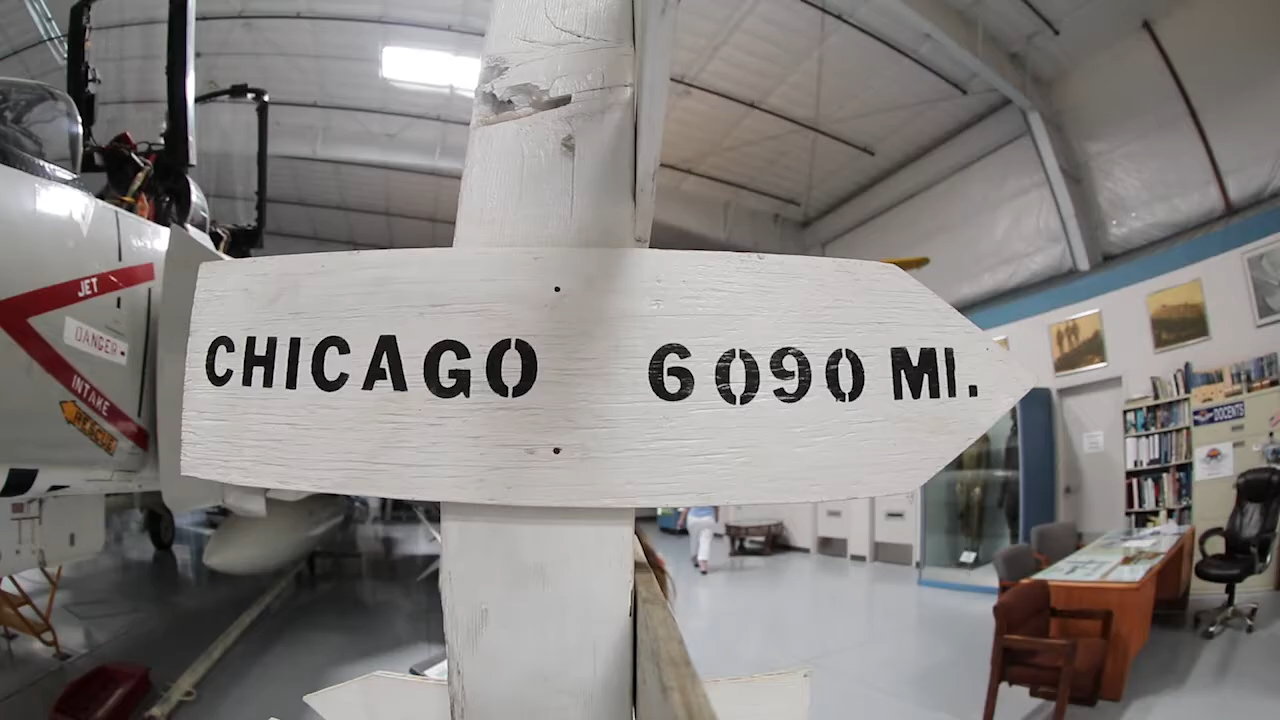 CHICAGO 6090 MI.
JET
DANGER
INTAKE
RESCUE
DOCENTS